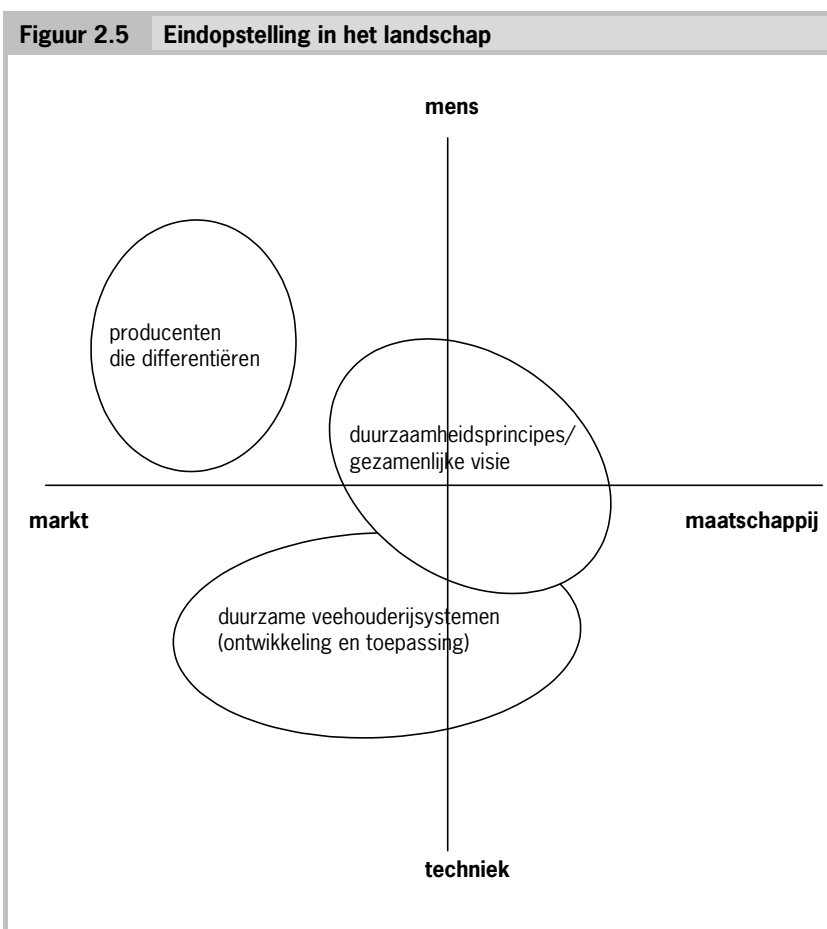 Figuur 2.5 Eindopstelling in het landschap
mens
producenten
die differentiëren
duurzaamheidsprincipes/
gezamenlijke visie
markt
maatschappij
duurzame veehouderijsystemen
(ontwikkeling en toepassing)
techniek